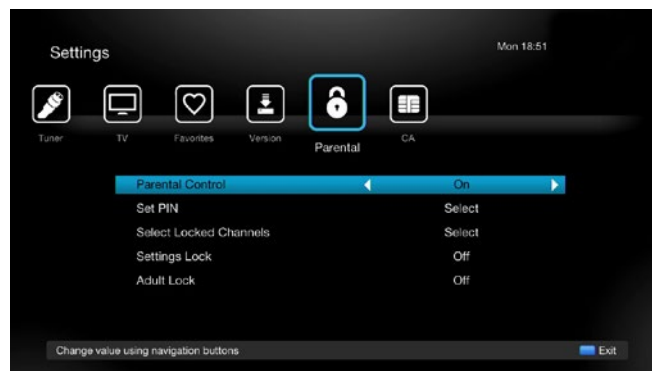 Settings
Mon 18:51
Tuner TV Favorites Version Parental CA
Parental Control On
Set PIN Select
Select Locked Channels Select
Settings Lock Off
Adult Lock Off
Change value using navigation buttons Exit